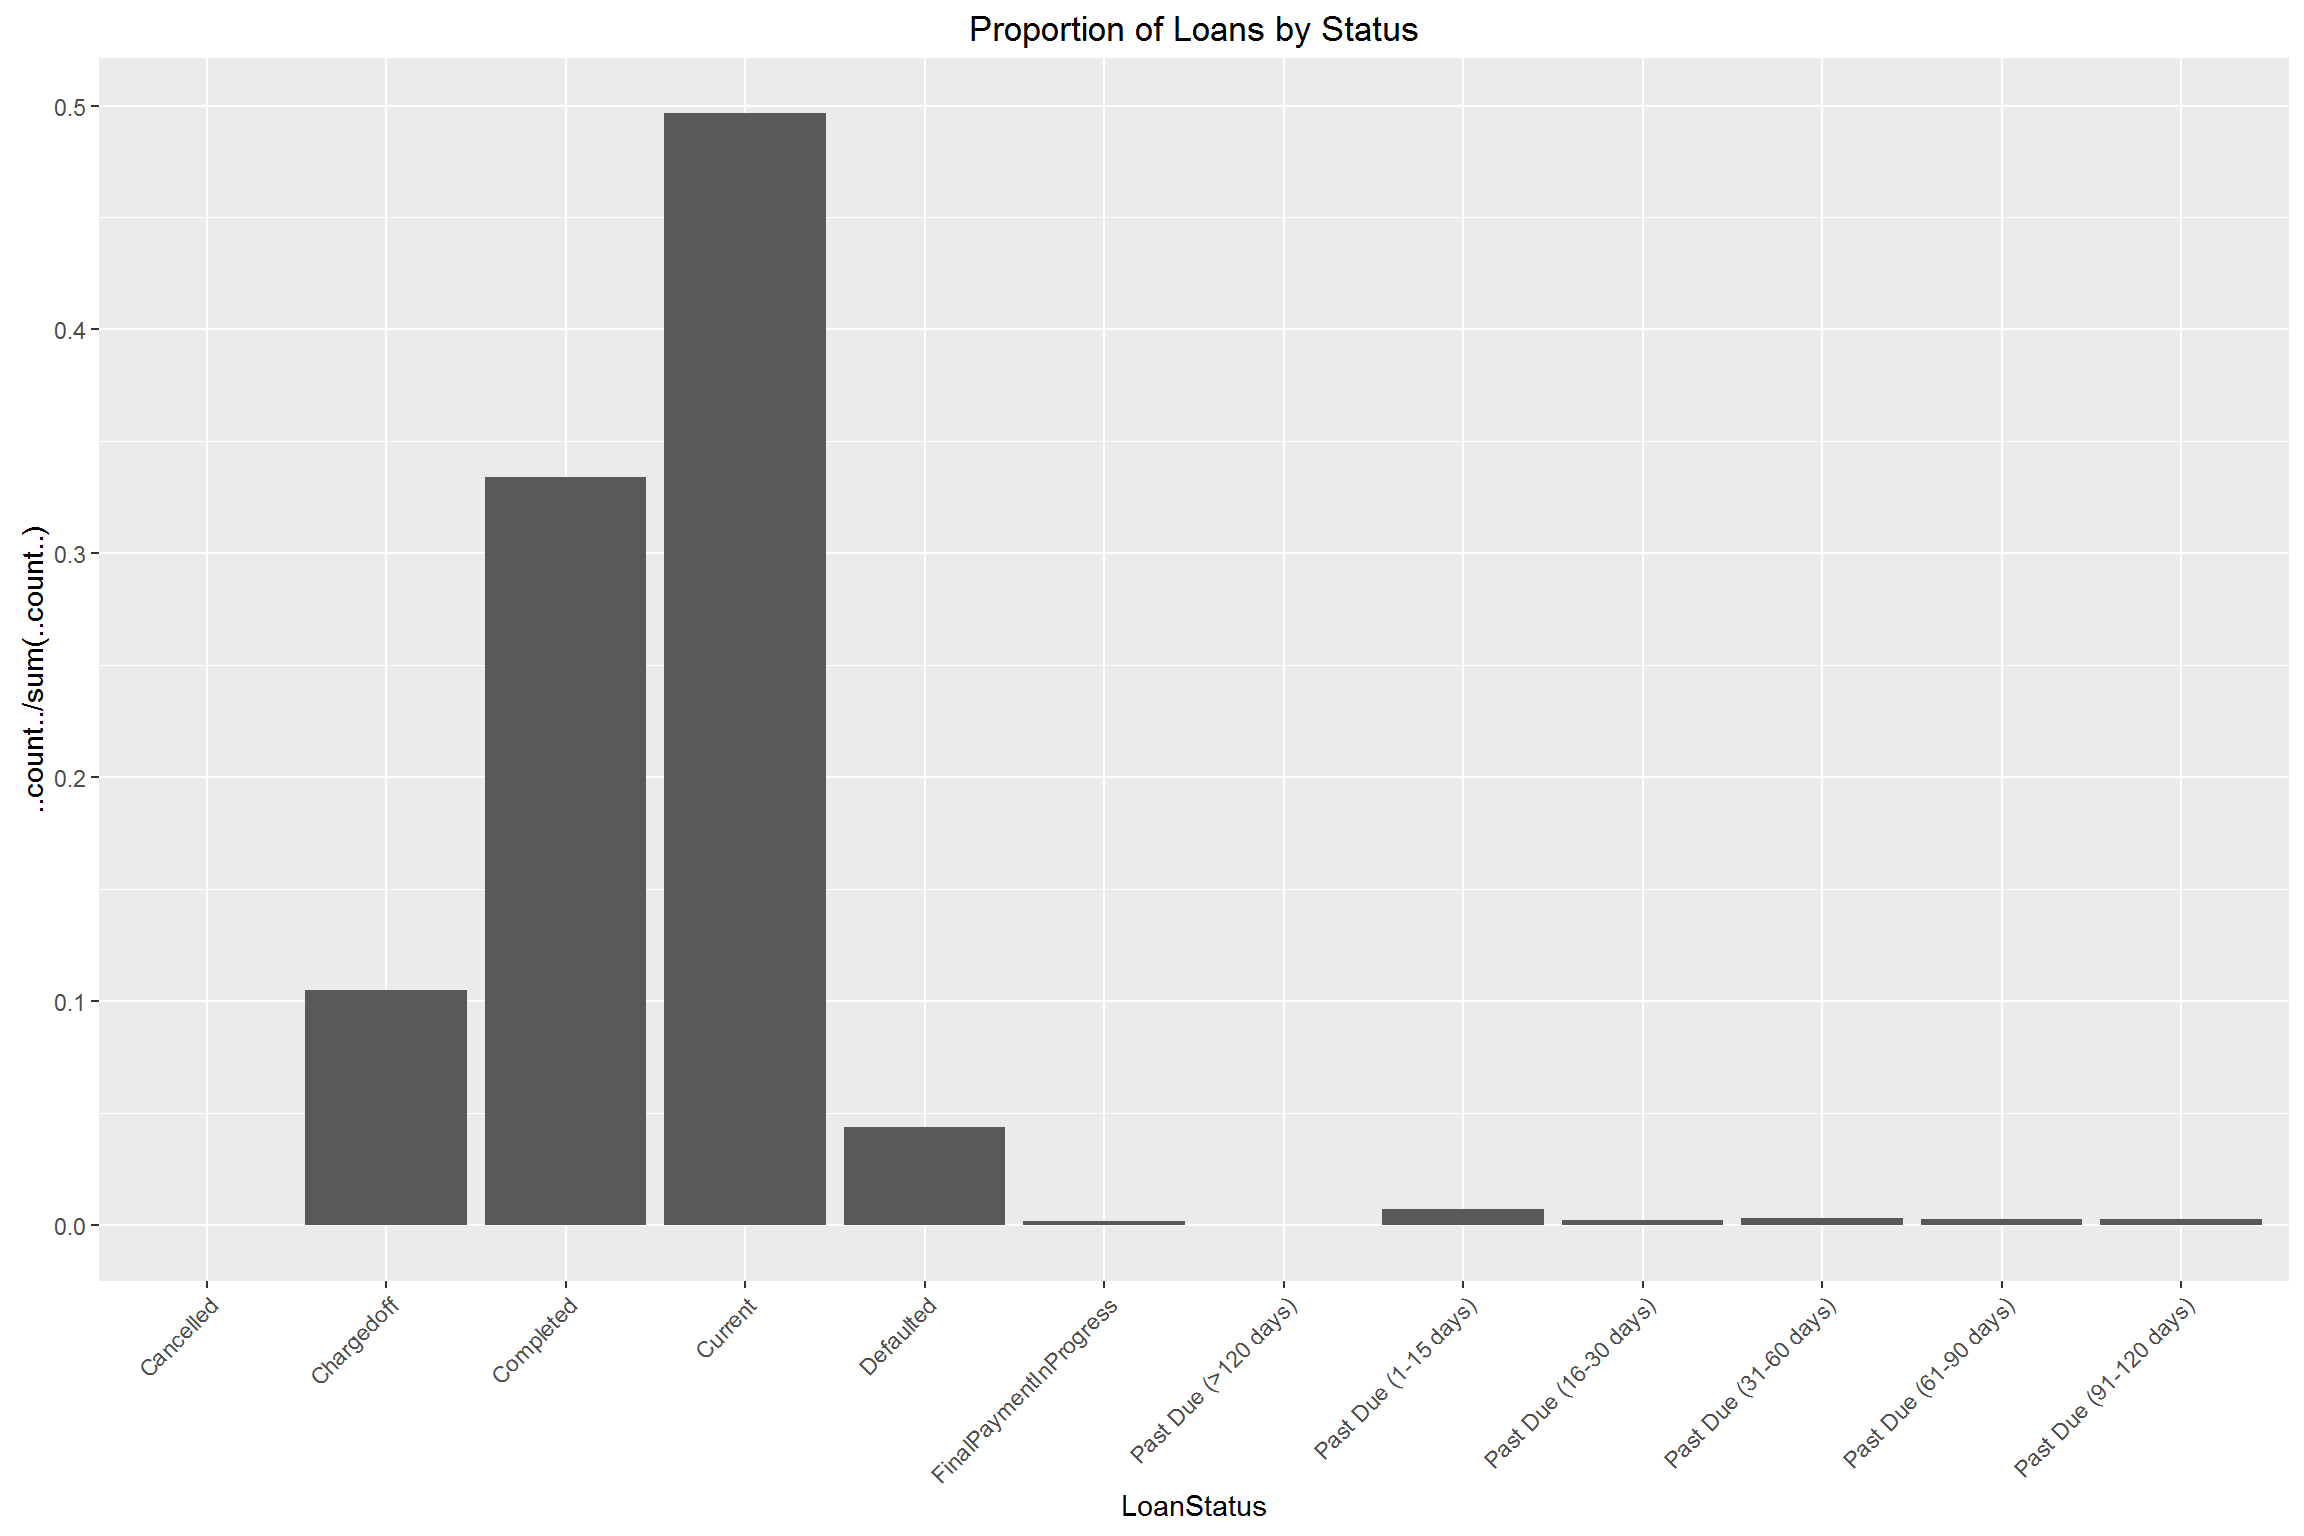 Proportion of Loans by Status
..count../sum(..count..)
0.5
0.4
0.3
0.2
0.1
0.0
Cancelled
Chargedoff
Completed
Current
Defaulted
FinalPaymentInProgress
Past Due (>120 days)
Past Due (1-15 days)
Past Due (16-30 days)
Past Due (31-60 days)
Past Due (61-90 days)
Past Due (91-120 days)
LoanStatus